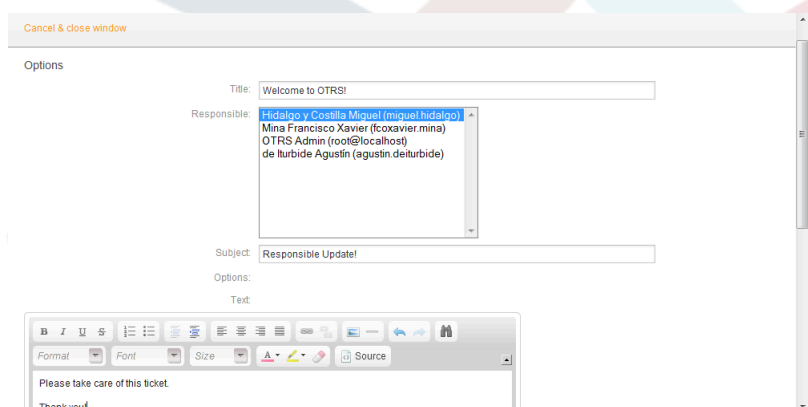 Cancel & close window
Options
Title: Welcome to OTRS!
Responsible: Hidalgo y Costilla Miguel (miguel.hidalgo)
Mina Francisco Xavier (fcoxavier.mina)
OTRS Admin (root@localhost)
de Iturbide Agustín (agustin.deiturbide)
Subject: Responsible Update!
Options:
Text:
B I U S
Format Font Size A Source
Please take care of this ticket.
Thank you!